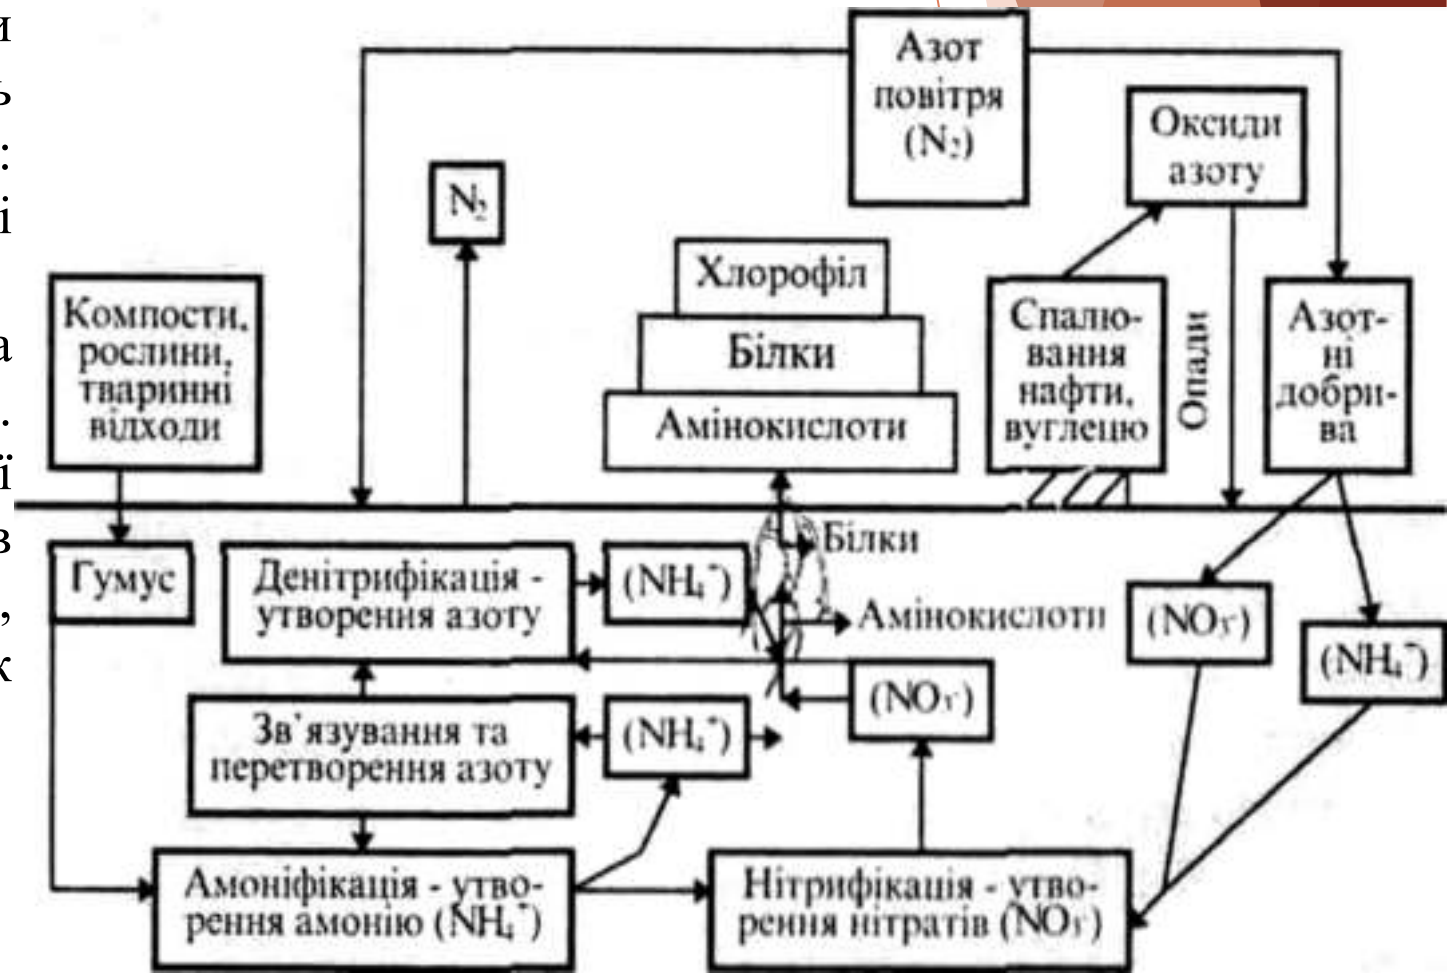 и
ь
:
і
а
.
ї
в
,
к
Азот
повітря
(N₂)
Оксиди
азоту
N₂
Хлорофіл
Білки
Амінокислоти
Компости,
рослини,
тваринні
відходи
Спалю-
вання
нафти,
вуглецю
Опади
Азот-
ні
добри-
ва
Гумус
Денітрифікація -
утворення азоту
(NH₄⁺)
Білки
Амінокислоти
(NO₃⁻)
(NH₄⁺)
Зв`язування та
перетворення азоту
(NH₄⁺)
(NO₃⁻)
Амоніфікація - утво-
рення амонію (NH₄⁺)
Нітрифікація - утво-
рення нітратів (NO₃⁻)